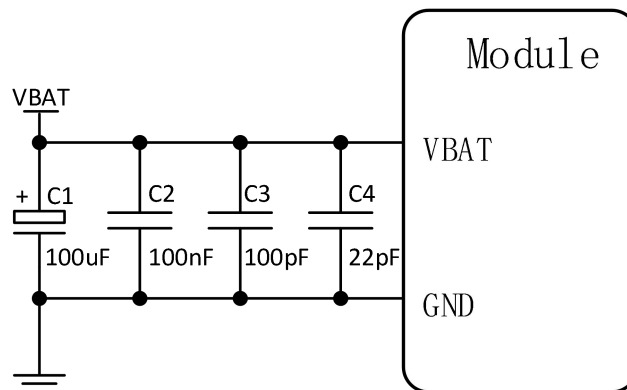 Module
VBAT
VBAT
+ C1 C2 C3 C4
100uF 100nF 100pF 22pF
GND